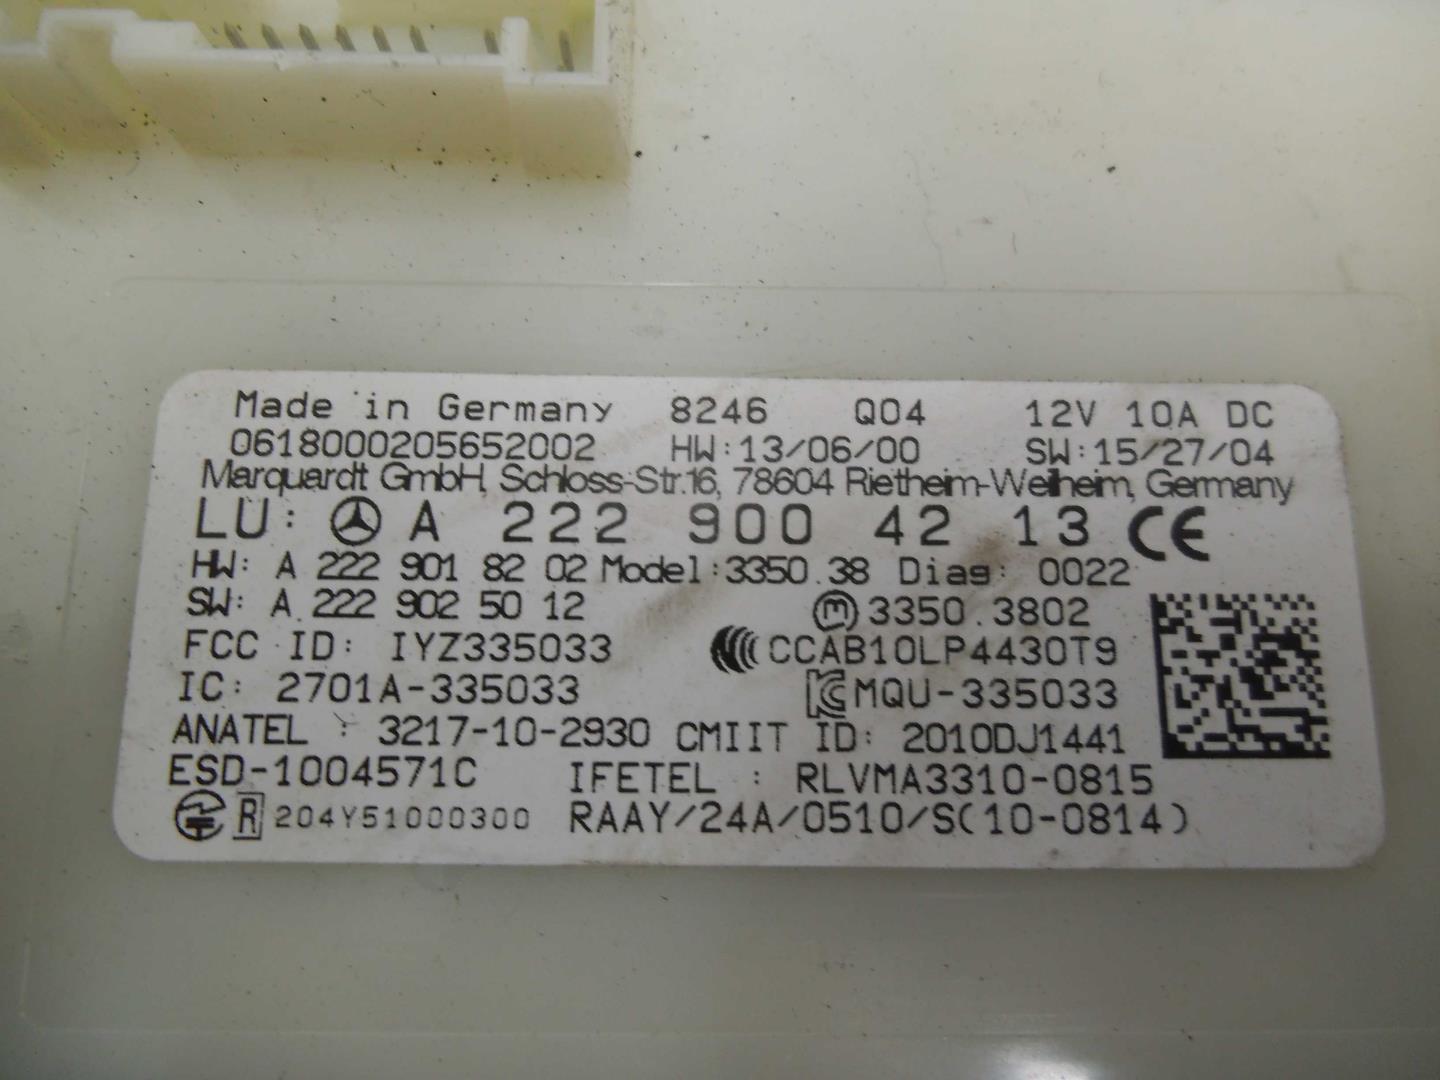 Made in Germany 8246 Q04 12V 10A DC
0618000205652002 HW:13/06/00 SW:15/27/04
Marquardt GmbH, Schloss-Str.16, 78604 Rietheim-Weilheim, Germany
LU: A 222 900 42 13 CE
HW: A 222 901 82 02 Model:3350.38 Diag: 0022
SW: A 222 902 50 12 m 3350.3802
FCC ID: IYZ335033 CCAB10LP4430T9
IC: 2701A-335033 KC MQU-335033
ANATEL : 3217-10-2930 CMIIT ID: 2010DJ1441
ESD-1004571C IFETEL : RLVMA3310-0815
R 204Y51000300 RAAY/24A/0510/S(10-0814)